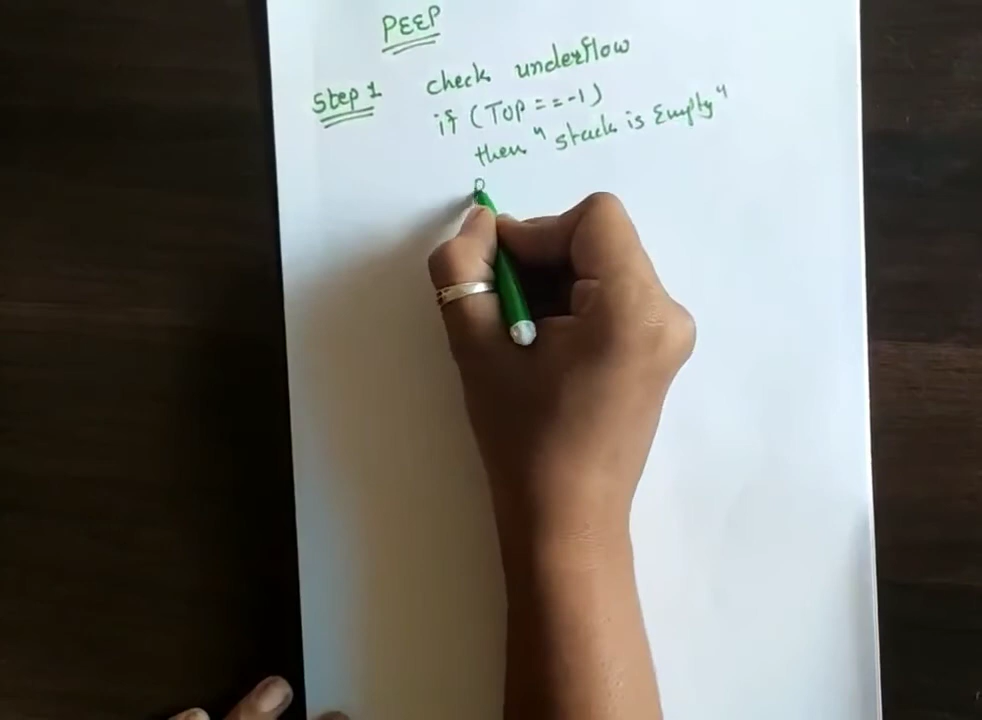 PEEP
Step 1 check underflow
if (Top == -1)
then "stack is Empty"